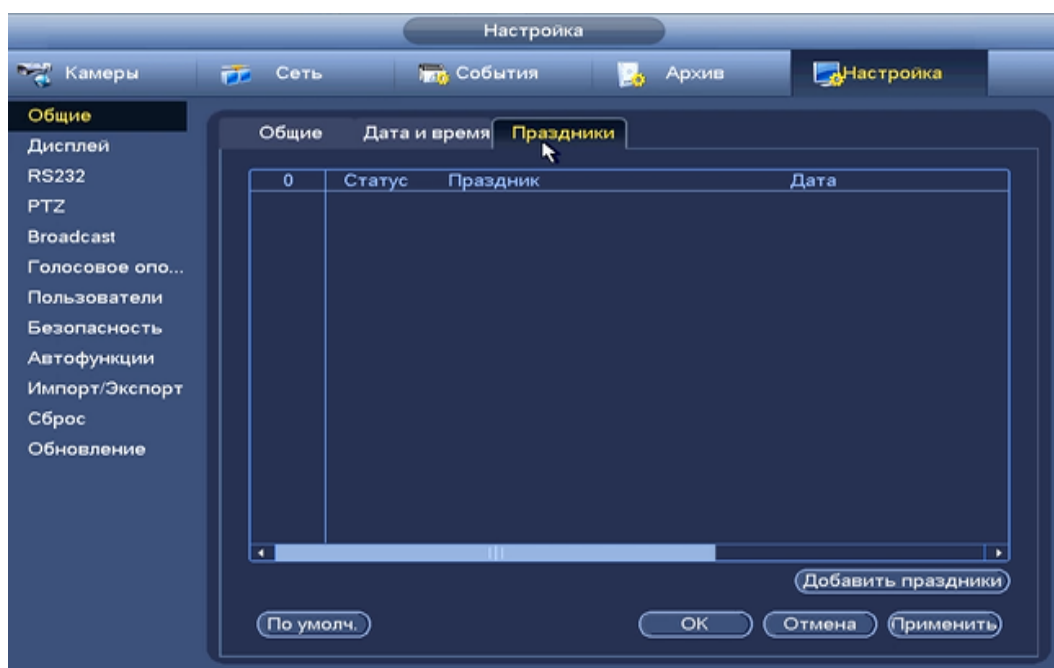 Настройка
Камеры Сеть События Архив Настройка
Общие
Дисплей
RS232
PTZ
Broadcast
Голосовое опо...
Пользователи
Безопасность
Автофункции
Импорт/Экспорт
Сброс
Обновление
Общие Дата и время Праздники
0 Статус Праздник Дата
Добавить праздники
По умолч. OK Отмена Применить